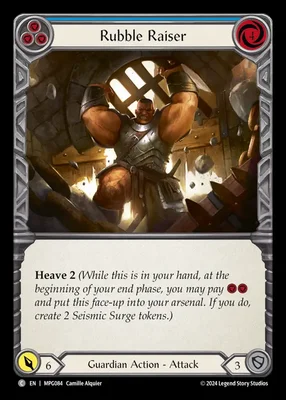 Rubble Raiser
3
1
Heave 2 (While this is in your hand, at the
beginning of your end phase, you may pay
and put this face-up into your arsenal. If you do,
create 2 Seismic Surge tokens.)
6
Guardian Action - Attack
3
C EN | MPG084 Camille Alquier
© 2024 Legend Story Studios